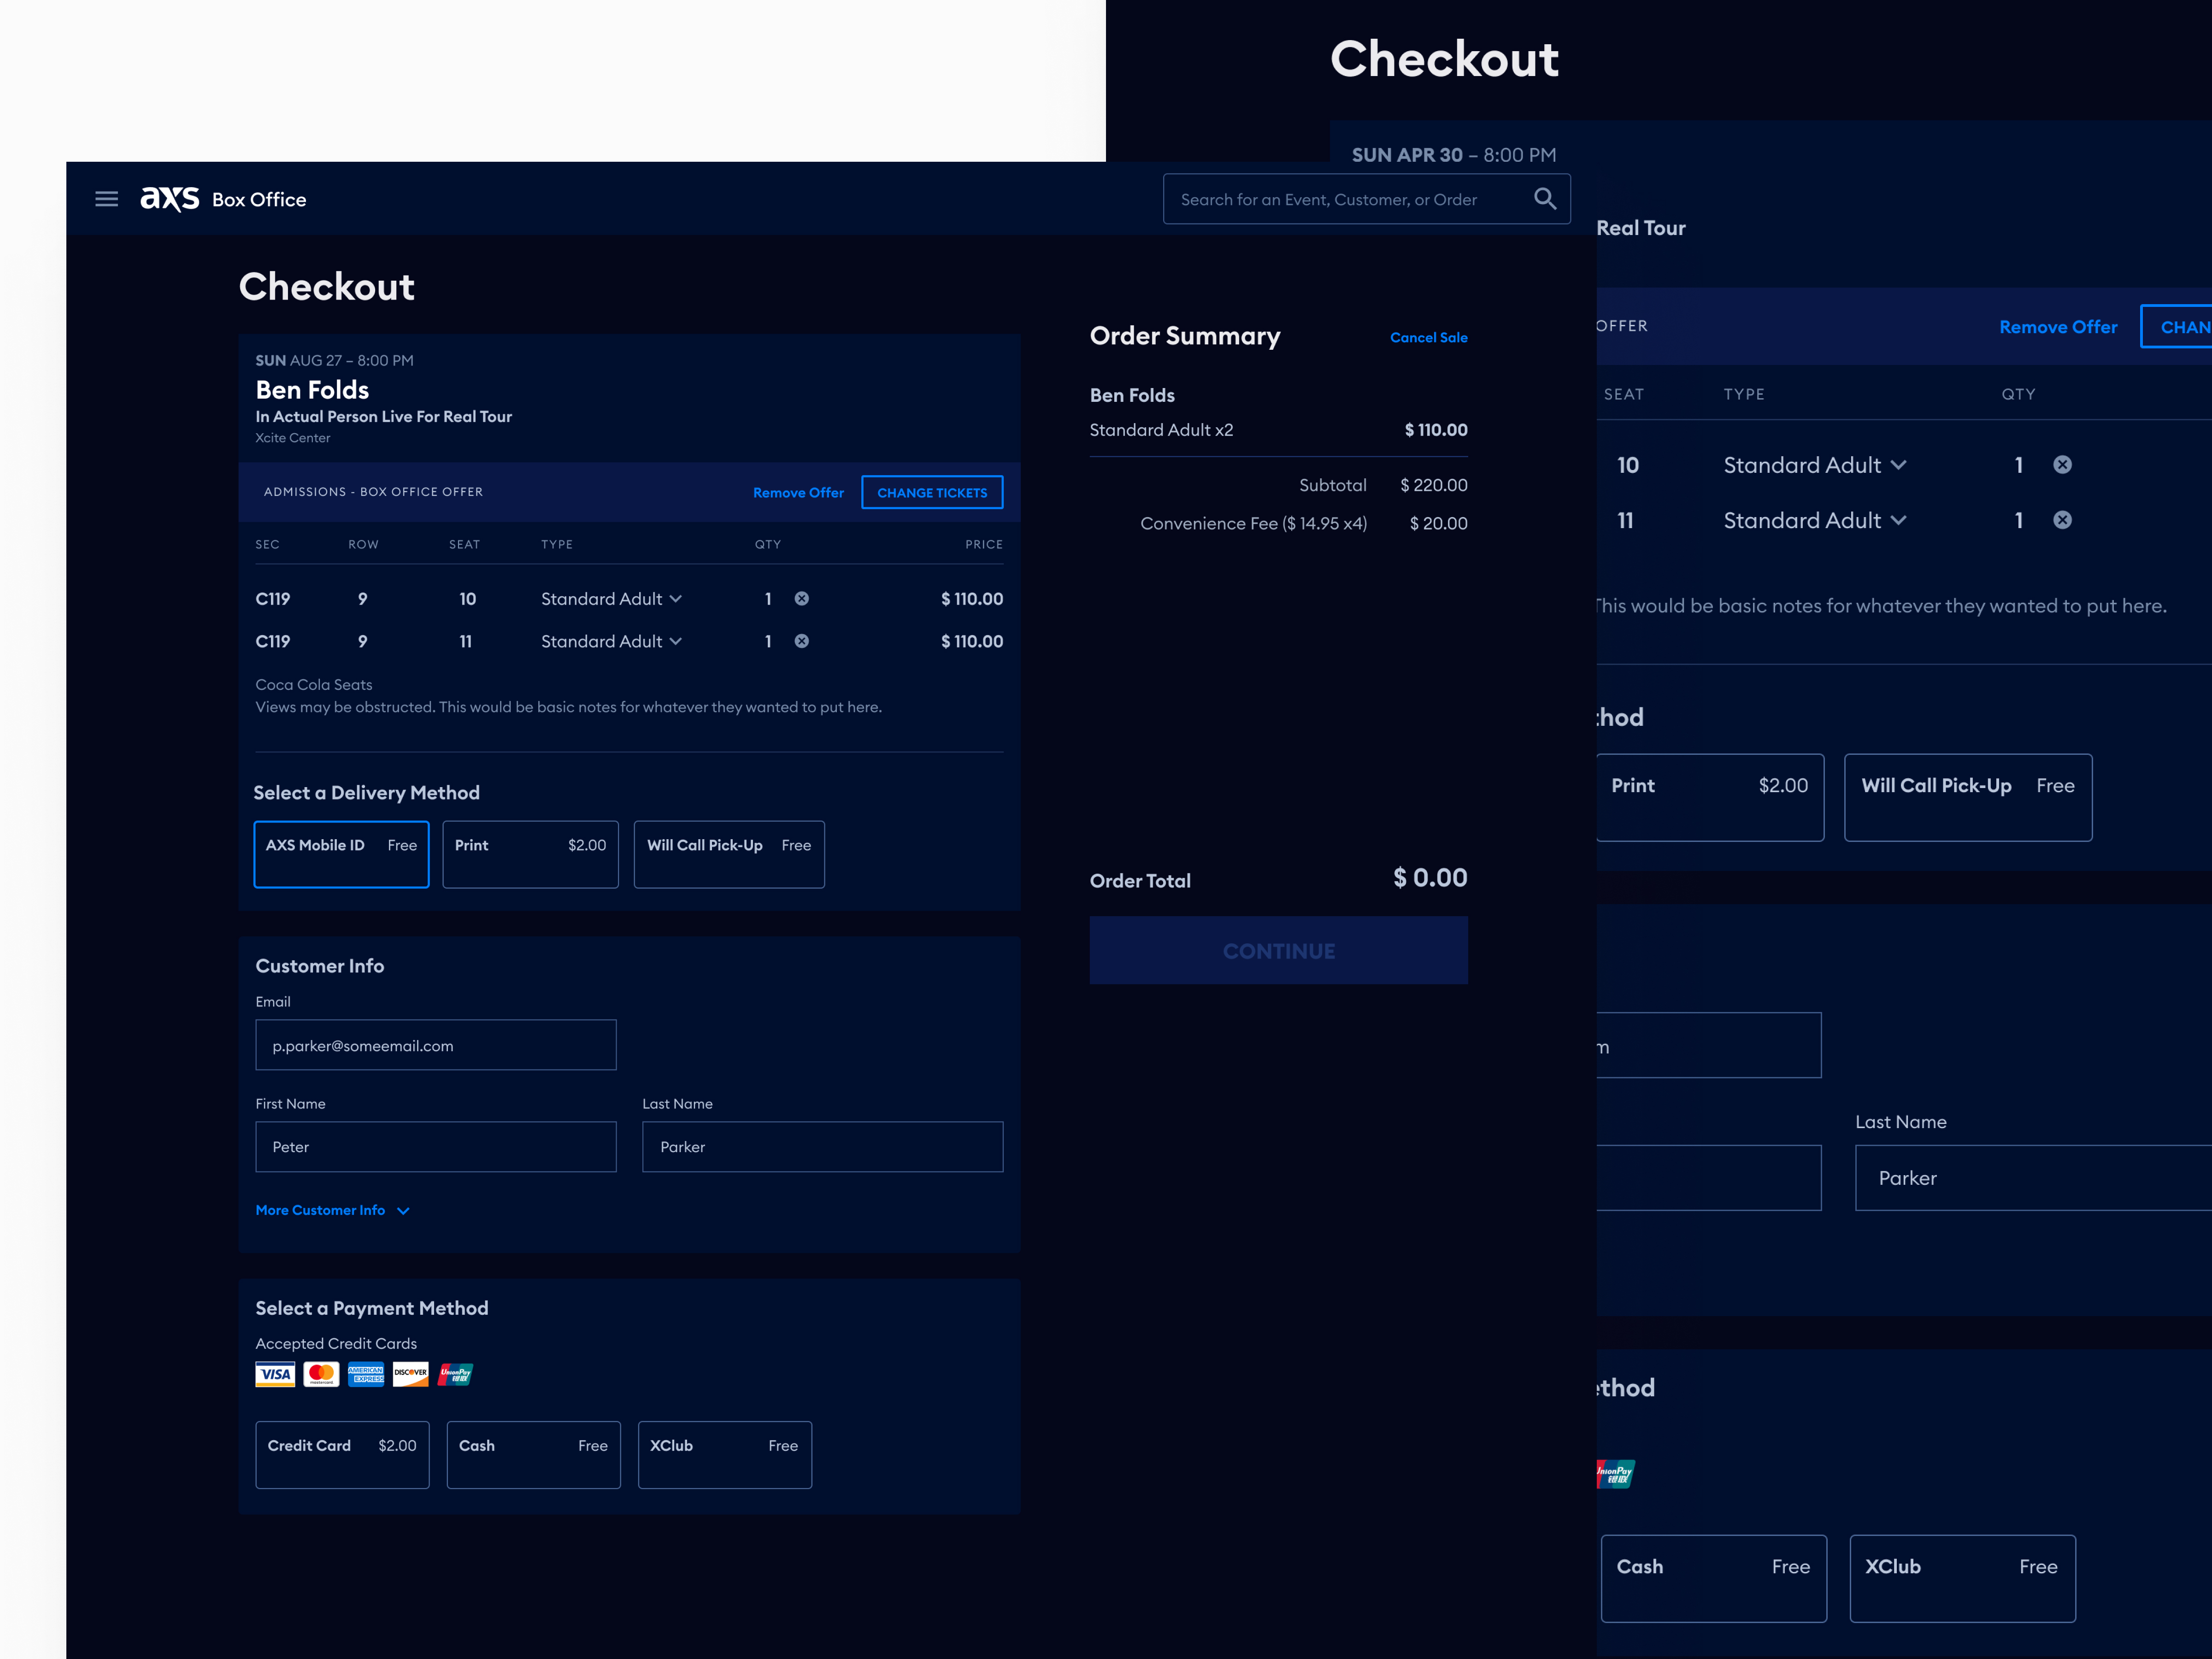 Checkout
SUN APR 30 – 8:00 PM
Real Tour
OFFER
Remove Offer
SEAT TYPE QTY
10 Standard Adult 1
11 Standard Adult 1
This would be basic notes for whatever they wanted to put here.
Print $2.00
Will Call Pick-Up Free
Last Name
Parker
UnionPay
银联
Cash Free
XClub Free
axs Box Office
Search for an Event, Customer, or Order
Checkout
SUN AUG 27 – 8:00 PM
Ben Folds
In Actual Person Live For Real Tour
Xcite Center
ADMISSIONS - BOX OFFICE OFFER
Remove Offer
CHANGE TICKETS
SEC ROW SEAT TYPE QTY PRICE
C119 9 10 Standard Adult 1 $ 110.00
C119 9 11 Standard Adult 1 $ 110.00
Coca Cola Seats
Views may be obstructed. This would be basic notes for whatever they wanted to put here.
Select a Delivery Method
AXS Mobile ID Free
Print $2.00
Will Call Pick-Up Free
Customer Info
Email
p.parker@someemail.com
First Name
Peter
Last Name
Parker
More Customer Info
Select a Payment Method
Accepted Credit Cards
VISA
mastercard
AMERICAN
EXPRESS
DISCOVER
UnionPay
银联
Credit Card $2.00
Cash Free
XClub Free
Order Summary
Cancel Sale
Ben Folds
Standard Adult x2 $ 110.00
Subtotal $ 220.00
Convenience Fee ($ 14.95 x4) $ 20.00
Order Total $ 0.00
CONTINUE